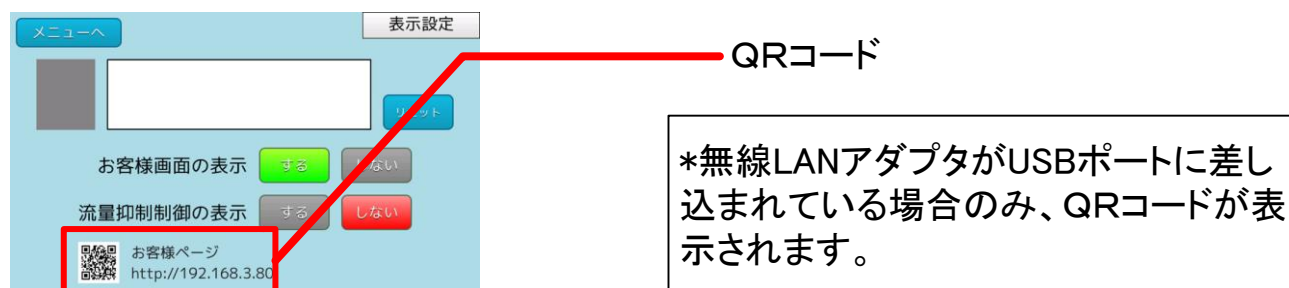 メニューへ
表示設定
QRコード
リセット
*無線LANアダプタがUSBポートに差し
込まれている場合のみ、QRコードが表
示されます。
お客様画面の表示 する しない
流量抑制制御の表示 する しない
お客様ページ
http://192.168.3.80